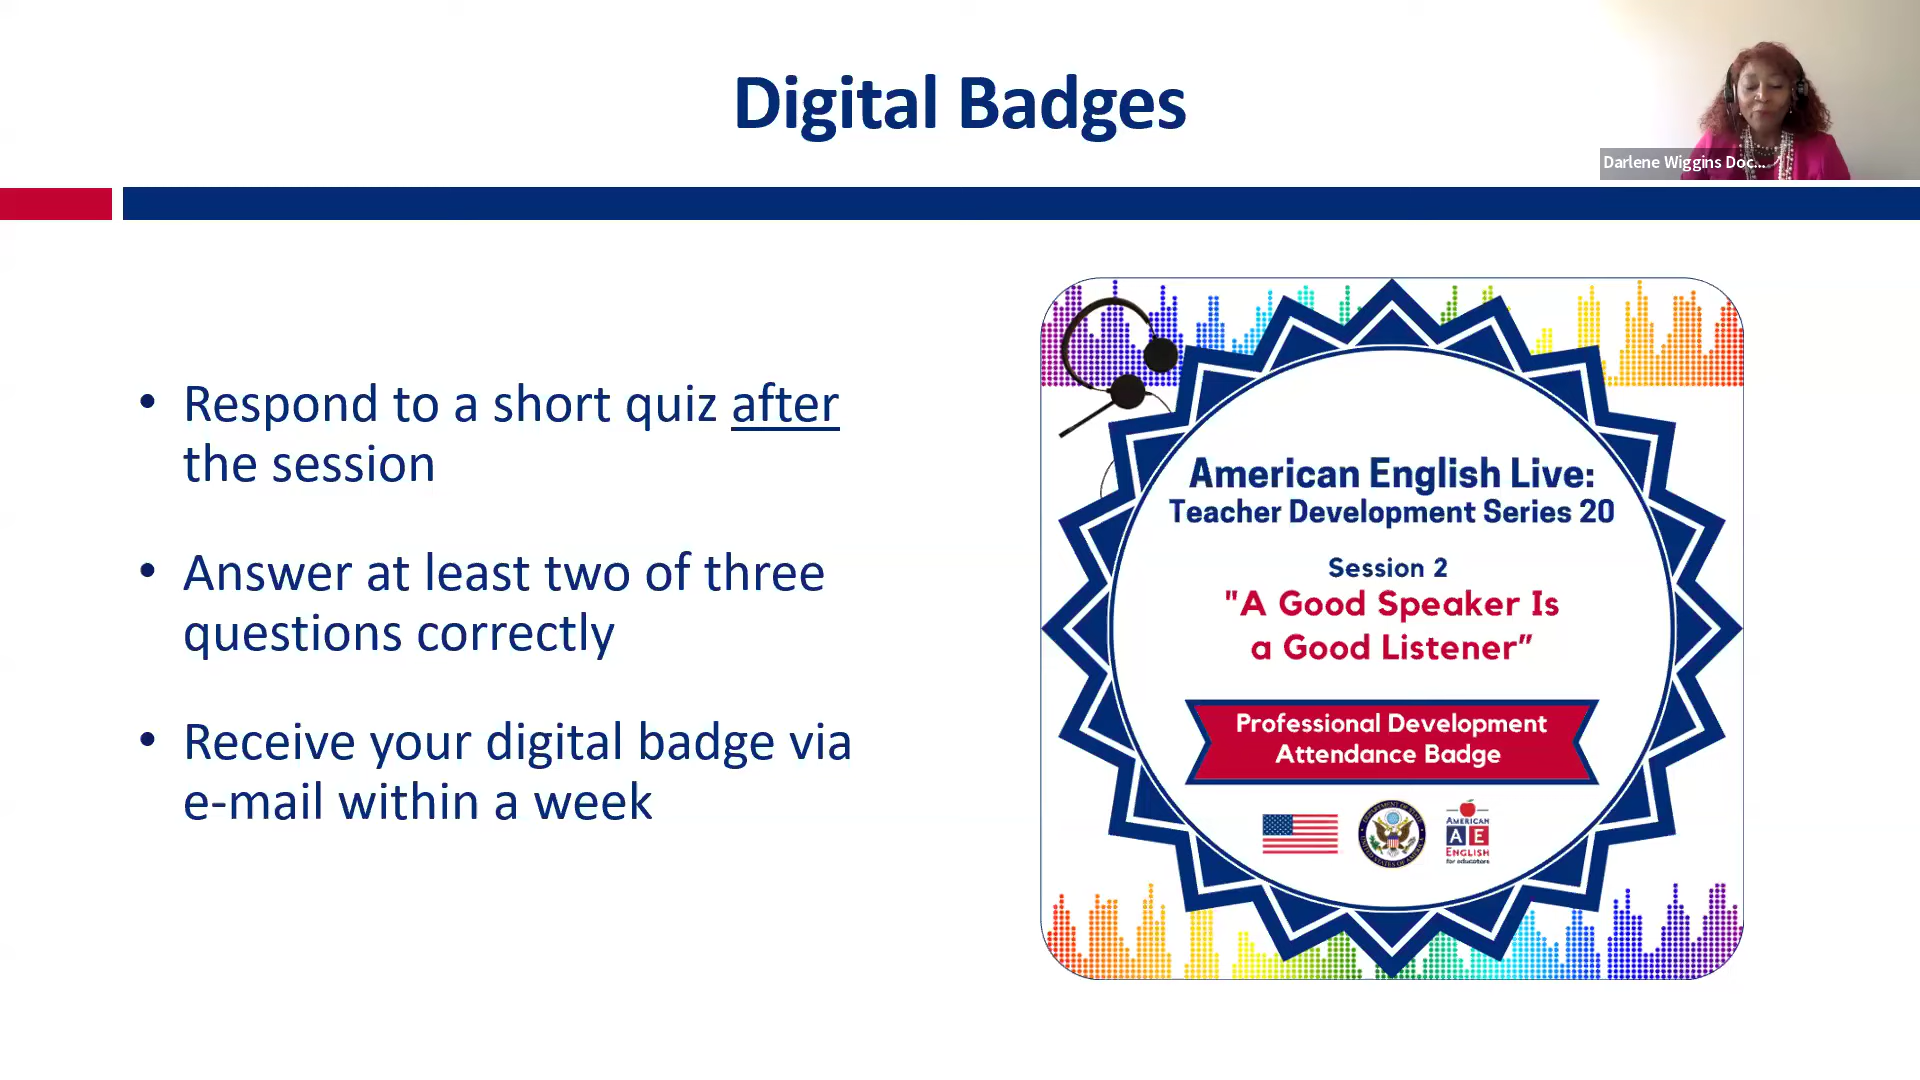 Digital Badges
Darlene Wiggins Doc...
• Respond to a short quiz after
the session
• Answer at least two of three
questions correctly
• Receive your digital badge via
e-mail within a week
American English Live:
Teacher Development Series 20
Session 2
"A Good Speaker Is
a Good Listener”
Professional Development
Attendance Badge
AMERICAN
AE
ENGLISH
for educators